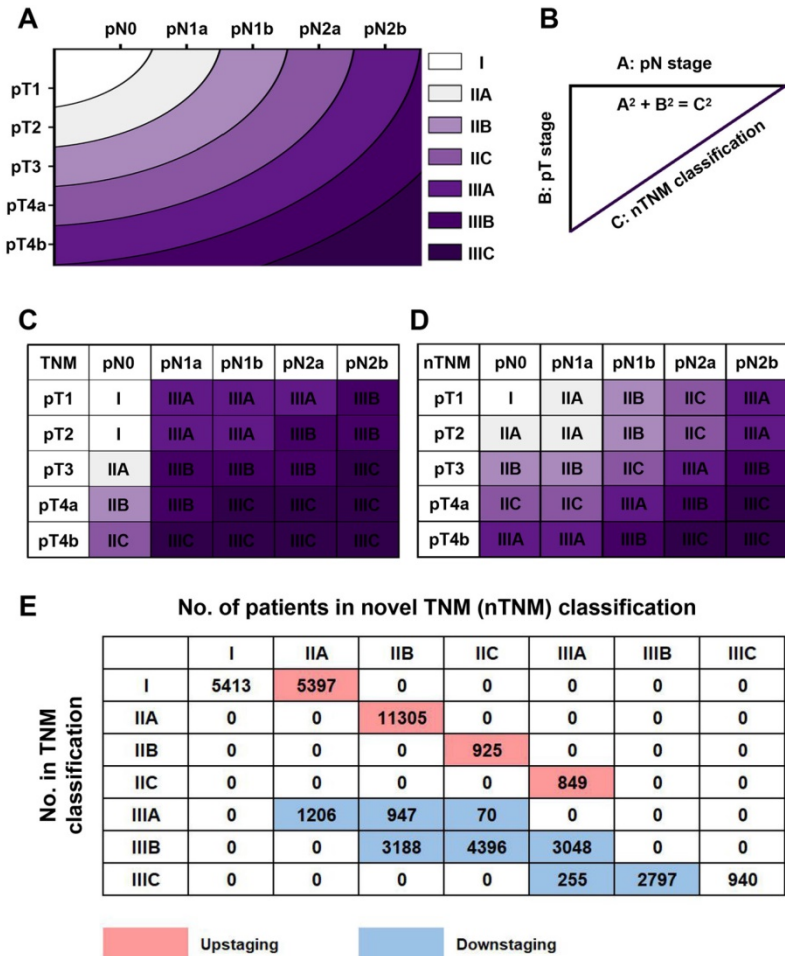 A
pN0 pN1a pN1b pN2a pN2b
pT1
pT2
pT3
pT4a
pT4b
I
IIA
IIB
IIC
IIIA
IIIB
IIIC
B
A: pN stage
A² + B² = C²
B: pT stage
C: nTNM classification
C
TNM pN0 pN1a pN1b pN2a pN2b
pT1 I IIIA IIIA IIIA IIIB
pT2 I IIIA IIIA IIIB IIIB
pT3 IIA IIIB IIIB IIIB IIIC
pT4a IIB IIIB IIIC IIIC IIIC
pT4b IIC IIIC IIIC IIIC IIIC
D
nTNM pN0 pN1a pN1b pN2a pN2b
pT1 I IIA IIB IIC IIIA
pT2 IIA IIA IIB IIC IIIA
pT3 IIB IIB IIC IIIA IIIB
pT4a IIC IIC IIIA IIIB IIIC
pT4b IIIA IIIA IIIB IIIC IIIC
E
No. of patients in novel TNM (nTNM) classification
No. in TNM
classification
I IIA IIB IIC IIIA IIIB IIIC
I 5413 5397 0 0 0 0 0
IIA 0 0 11305 0 0 0 0
IIB 0 0 0 925 0 0 0
IIC 0 0 0 0 849 0 0
IIIA 0 1206 947 70 0 0 0
IIIB 0 0 3188 4396 3048 0 0
IIIC 0 0 0 0 255 2797 940
Upstaging
Downstaging